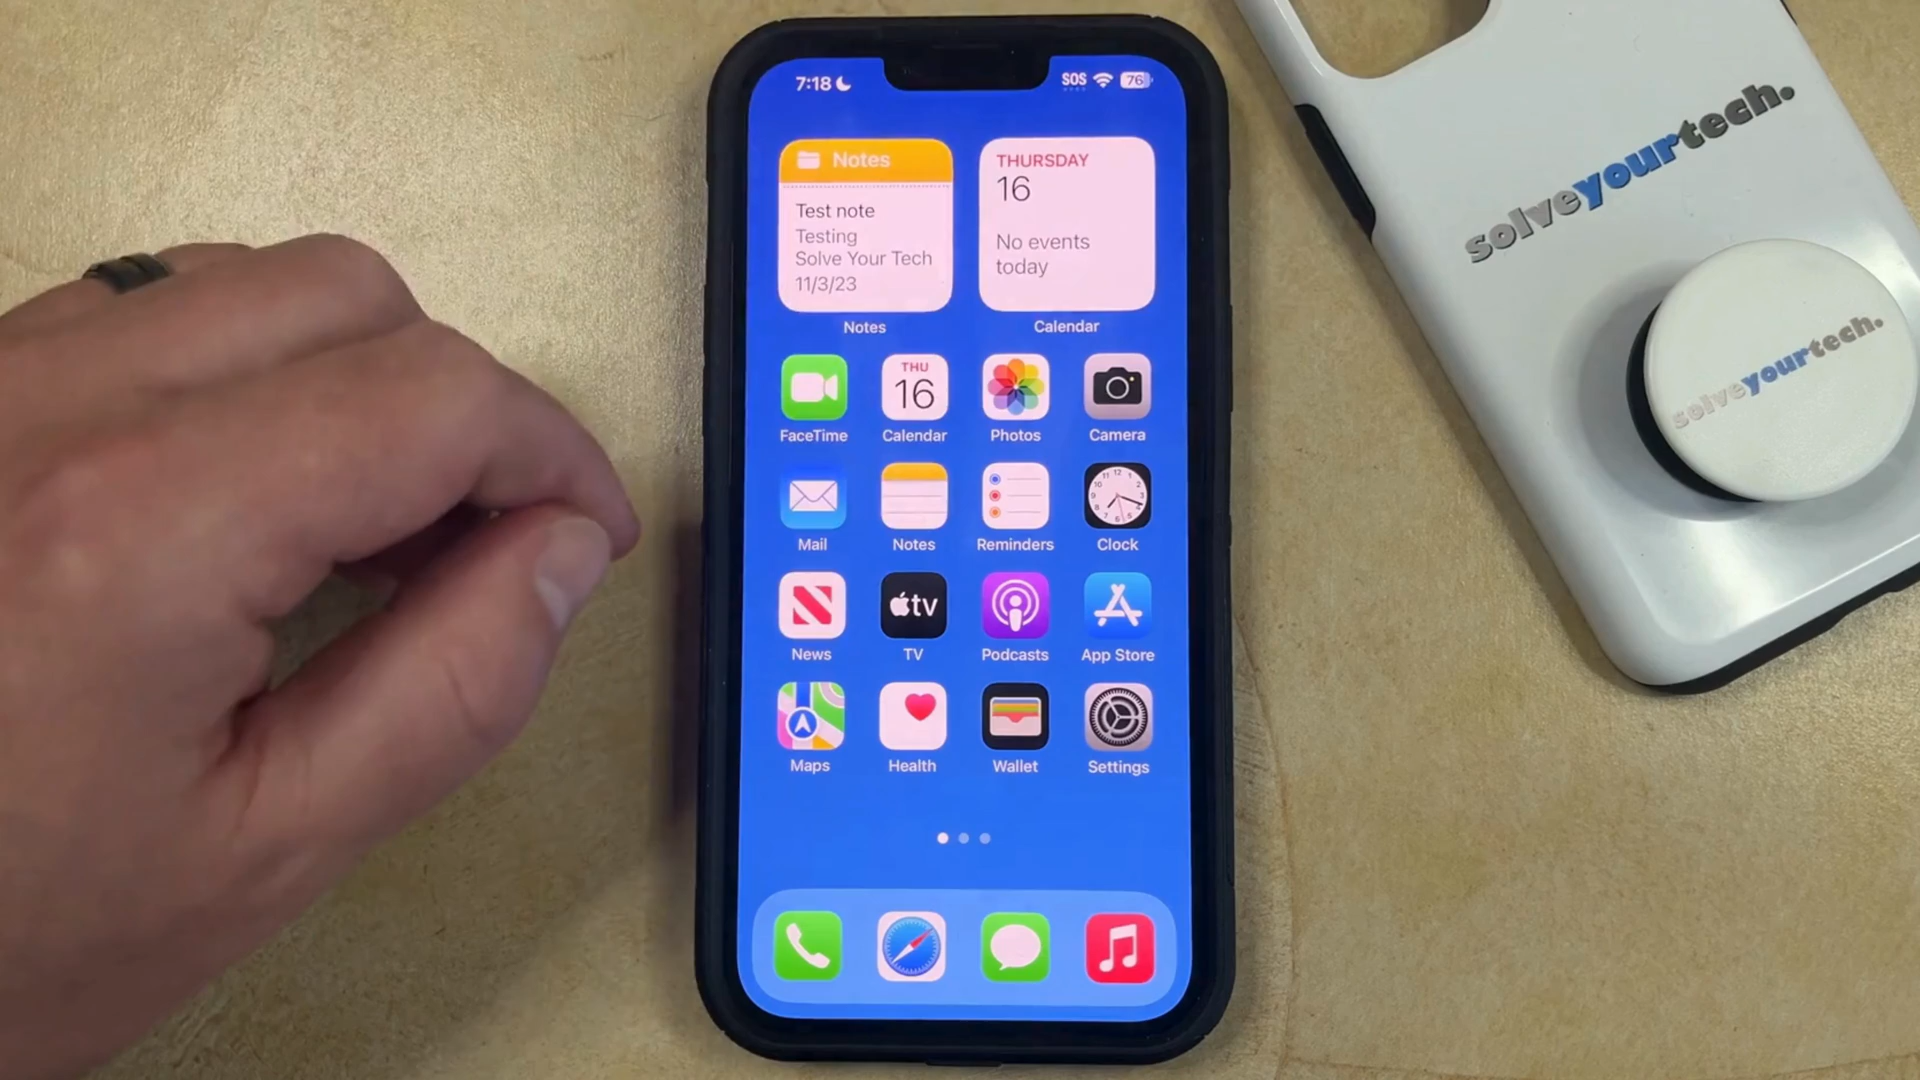 7:18
SOS
76
Notes
Test note
Testing
Solve Your Tech
11/3/23
Notes
THURSDAY
16
No events
today
Calendar
FaceTime
THU
16
Calendar
Photos
Camera
Mail
Notes
Reminders
Clock
News
tv
TV
Podcasts
App Store
Maps
Health
Wallet
Settings
solveyourtech.
solveyourtech.